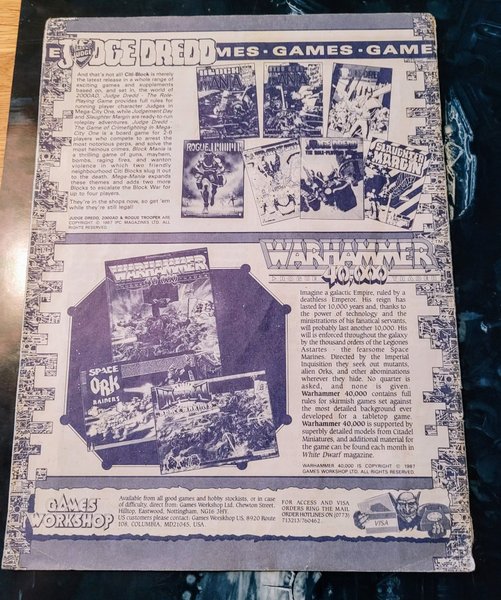 JUDGE DREDD
MES · GAMES · GAME
And that's not all! Citi-Block is merely
the latest release in a whole range of
exciting games and supplements
based on, and set in, the world of
2000AD. Judge Dredd - The Role
Playing Game provides full rules for
running player character Judges in
Mega-City One, while Judgement Day
and Slaughter Margin are ready-to-run
roleplay adventures. Judge Dredd -
The Game of Crimefighting in Mega-
City One is a board game for 2-6
players who compete to arrest the
most notorious perps, and solve the
most heinous crimes. Block Mania is
a thrilling game of guns, mayhem,
bombs, raging fires, and wanton
violence in which two friendly
neighbourhood Citi Blocks slug it out
to the death. Mega-Mania expands
these themes and adds two more
Blocks to escalate the Block War for
up to four players.
They're in the shops now, so get 'em
while they're still legal!
JUDGE DREDD, 2000AD & ROGUE TROOPER ARE
COPYRIGHT © 1987 IPC MAGAZINES LTD. ALL
RIGHTS RESERVED.
MANIA
MANIA
ROGUE TROOPER
SLAUGHTER
MARGIN
WARHAMMER
40,000
ROGUE TRADER
Imagine a galactic Empire, ruled by a
deathless Emperor. His reign has
lasted for 10,000 years and, thanks to
the power of technology and the
ministrations of his fanatical servants,
will probably last another 10,000. His
will is enforced throughout the galaxy
by the thousand orders of the Legiones
Astartes - the fearsome Space
Marines. Directed by the Imperial
Inquisition they seek out mutants,
alien Orks, and other abominations
wherever they hide. No quarter is
asked, and none is given.
Warhammer 40,000 contains full
rules for skirmish games set against
the most detailed background ever
developed for a tabletop game.
Warhammer 40,000 is supported by
superbly detailed models from Citadel
Miniatures, and additional material for
the game can be found each month in
White Dwarf magazine.
WARHAMMER 40,000 IS COPYRIGHT © 1987
GAMES WORKSHOP LTD. ALL RIGHTS RESERVED.
WARHAMMER
40,000
SPACE
ORK
RAIDERS
GAMES
WORKSHOP
Available from all good games and hobby stockists, or in case
of difficulty, direct from: Games Workshop Ltd. Chewton Street,
Hilltop, Eastwood, Nottingham, NG16 3HY.
US customers please contact: Games Workshop US, 8920 Route
108, COLUMBIA, MD21045, USA
FOR ACCESS AND VISA
ORDERS RING THE MAIL
ORDER HOTLINES ON (0773)
713213/760462.
VISA